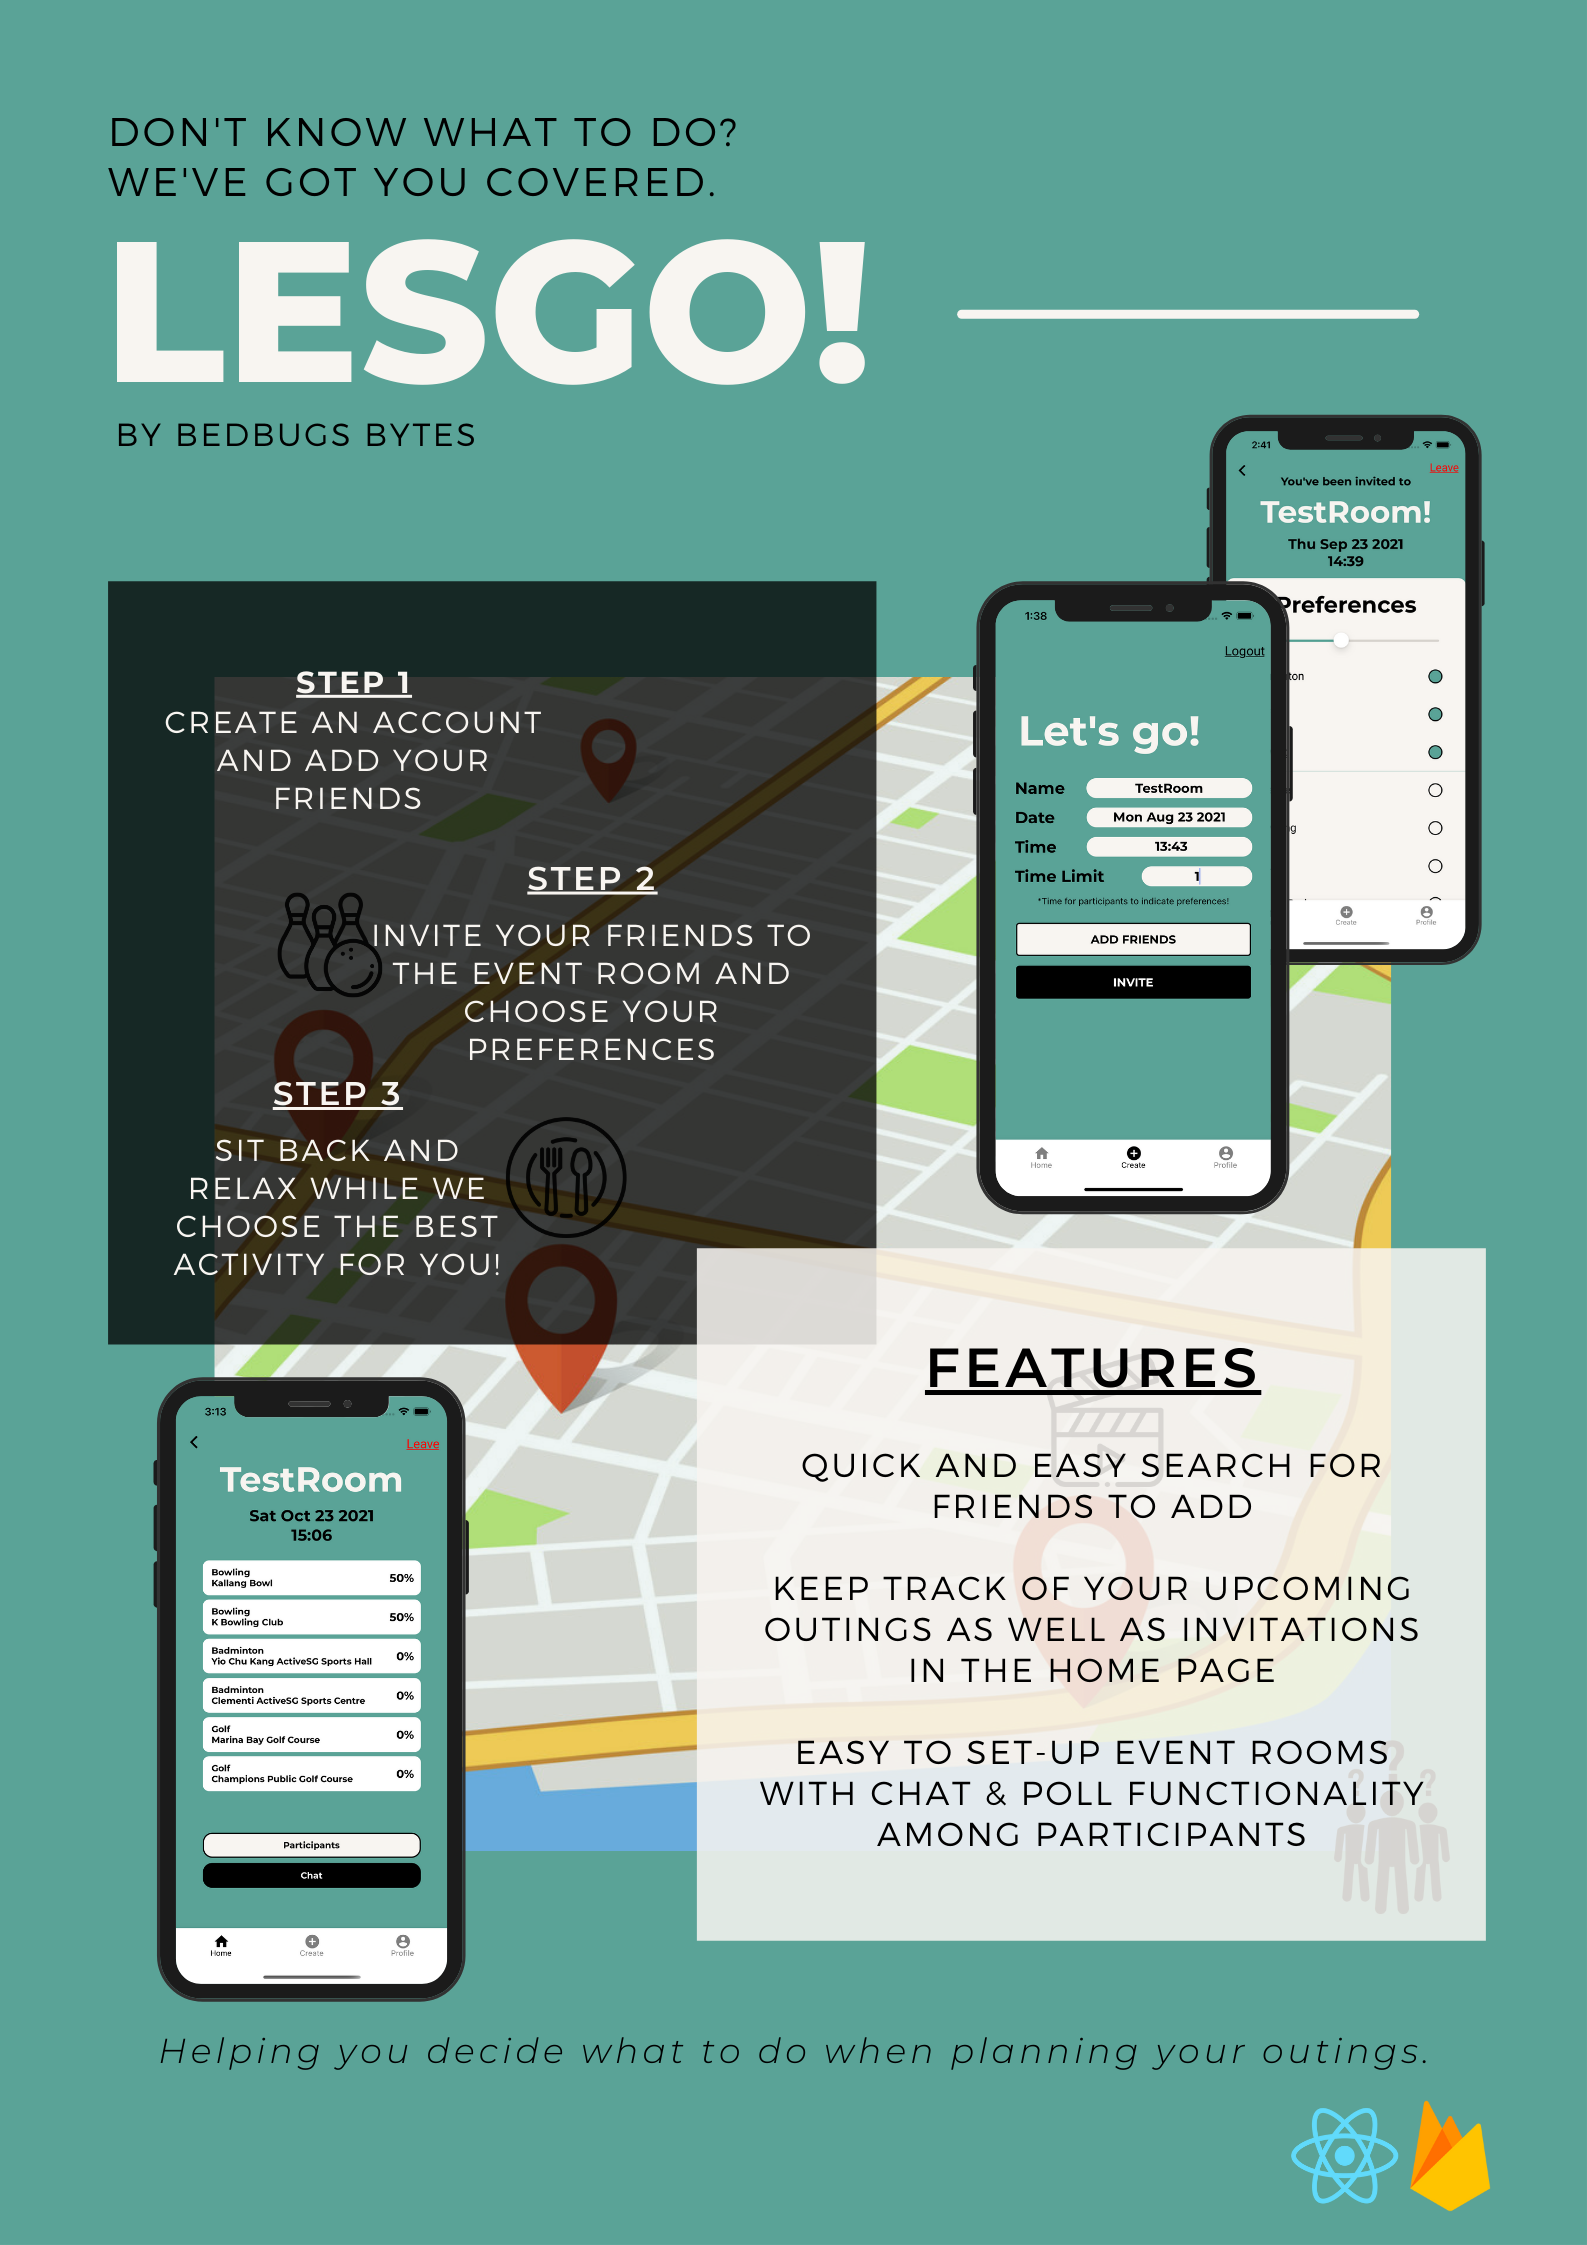 DON'T KNOW WHAT TO DO?
WE'VE GOT YOU COVERED.
LESGO!
BY BEDBUGS BYTES
2:41
Leave
You've been invited to
TestRoom!
Thu Sep 23 2021
14:39
Preferences
Create
Profile
1:38
Logout
Let's go!
Name TestRoom
Date Mon Aug 23 2021
Time 13:43
Time Limit 1
*Time for participants to indicate preferences!
ADD FRIENDS
INVITE
Home Create Profile
STEP 1
CREATE AN ACCOUNT
AND ADD YOUR
FRIENDS
STEP 2
INVITE YOUR FRIENDS TO
THE EVENT ROOM AND
CHOOSE YOUR
PREFERENCES
STEP 3
SIT BACK AND
RELAX WHILE WE
CHOOSE THE BEST
ACTIVITY FOR YOU!
FEATURES
QUICK AND EASY SEARCH FOR
FRIENDS TO ADD
KEEP TRACK OF YOUR UPCOMING
OUTINGS AS WELL AS INVITATIONS
IN THE HOME PAGE
EASY TO SET-UP EVENT ROOMS
WITH CHAT & POLL FUNCTIONALITY
AMONG PARTICIPANTS
3:13
Leave
TestRoom
Sat Oct 23 2021
15:06
Bowling
Kallang Bowl 50%
Bowling
K Bowling Club 50%
Badminton
Yio Chu Kang ActiveSG Sports Hall 0%
Badminton
Clementi ActiveSG Sports Centre 0%
Golf
Marina Bay Golf Course 0%
Golf
Champions Public Golf Course 0%
Participants
Chat
Home Create Profile
Helping you decide what to do when planning your outings.